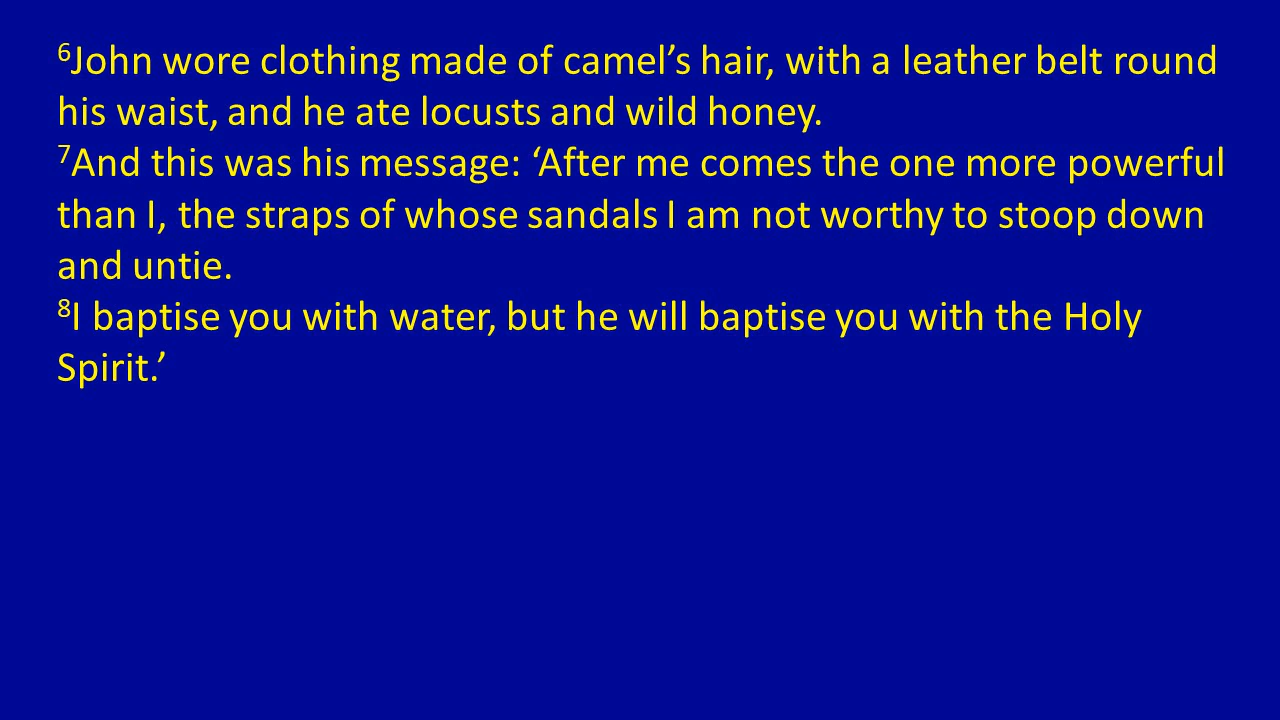 ⁶John wore clothing made of camel’s hair, with a leather belt round
his waist, and he ate locusts and wild honey.
⁷And this was his message: ‘After me comes the one more powerful
than I, the straps of whose sandals I am not worthy to stoop down
and untie.
⁸I baptise you with water, but he will baptise you with the Holy
Spirit.’